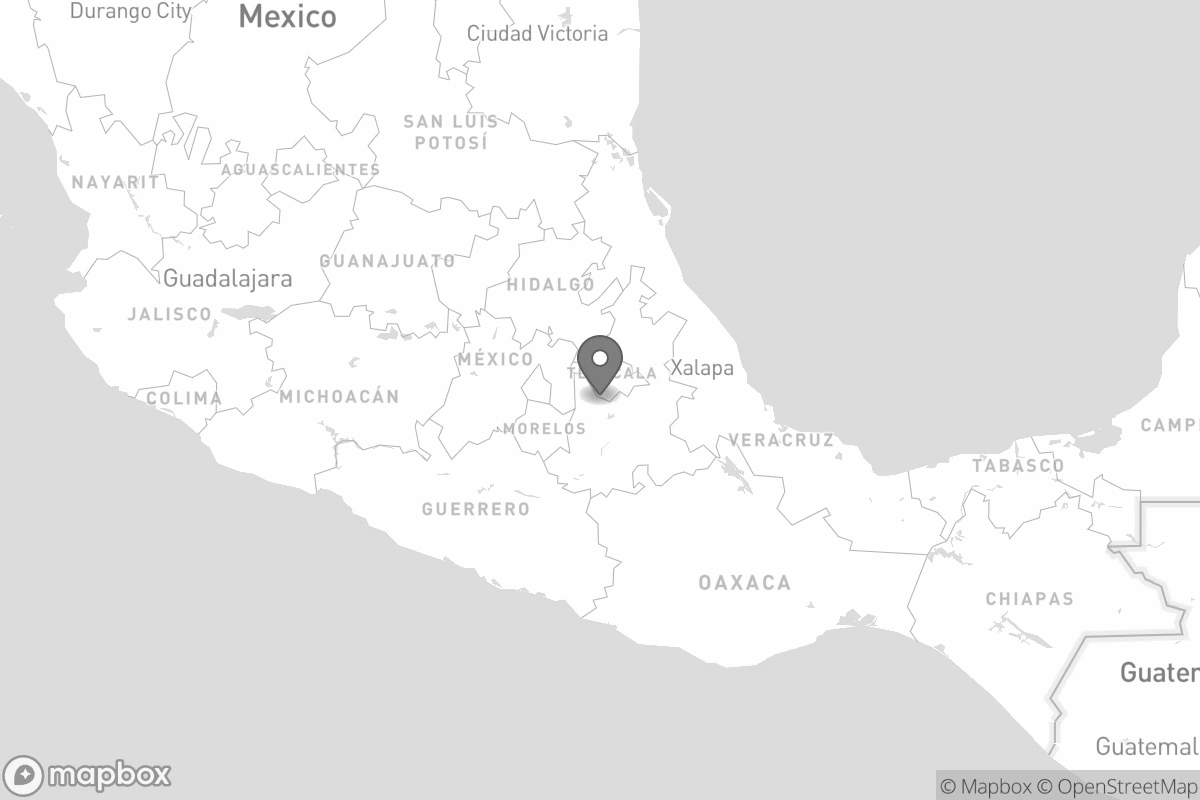 Durango City
Mexico
Ciudad Victoria
SAN LUIS
POTOSÍ
AGUASCALIENTES
NAYARIT
GUANAJUATO
Guadalajara
HIDALGO
JALISCO
MÉXICO
Xalapa
COLIMA
MICHOACÁN
MORELOS
VERACRUZ
CAMP
TABASCO
GUERRERO
OAXACA
CHIAPAS
Guater
Guatemal
mapbox
© Mapbox © OpenStreetMap